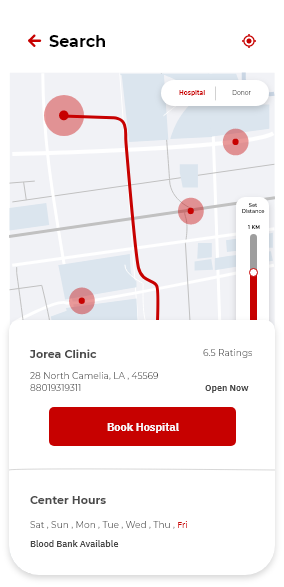 Search
Hospital
Donor
Set
Distance
1 KM
Jorea Clinic
6.5 Ratings
28 North Camelia, LA , 45569
88019319311
Open Now
Book Hospital
Center Hours
Sat , Sun , Mon , Tue , Wed , Thu , Fri
Blood Bank Available